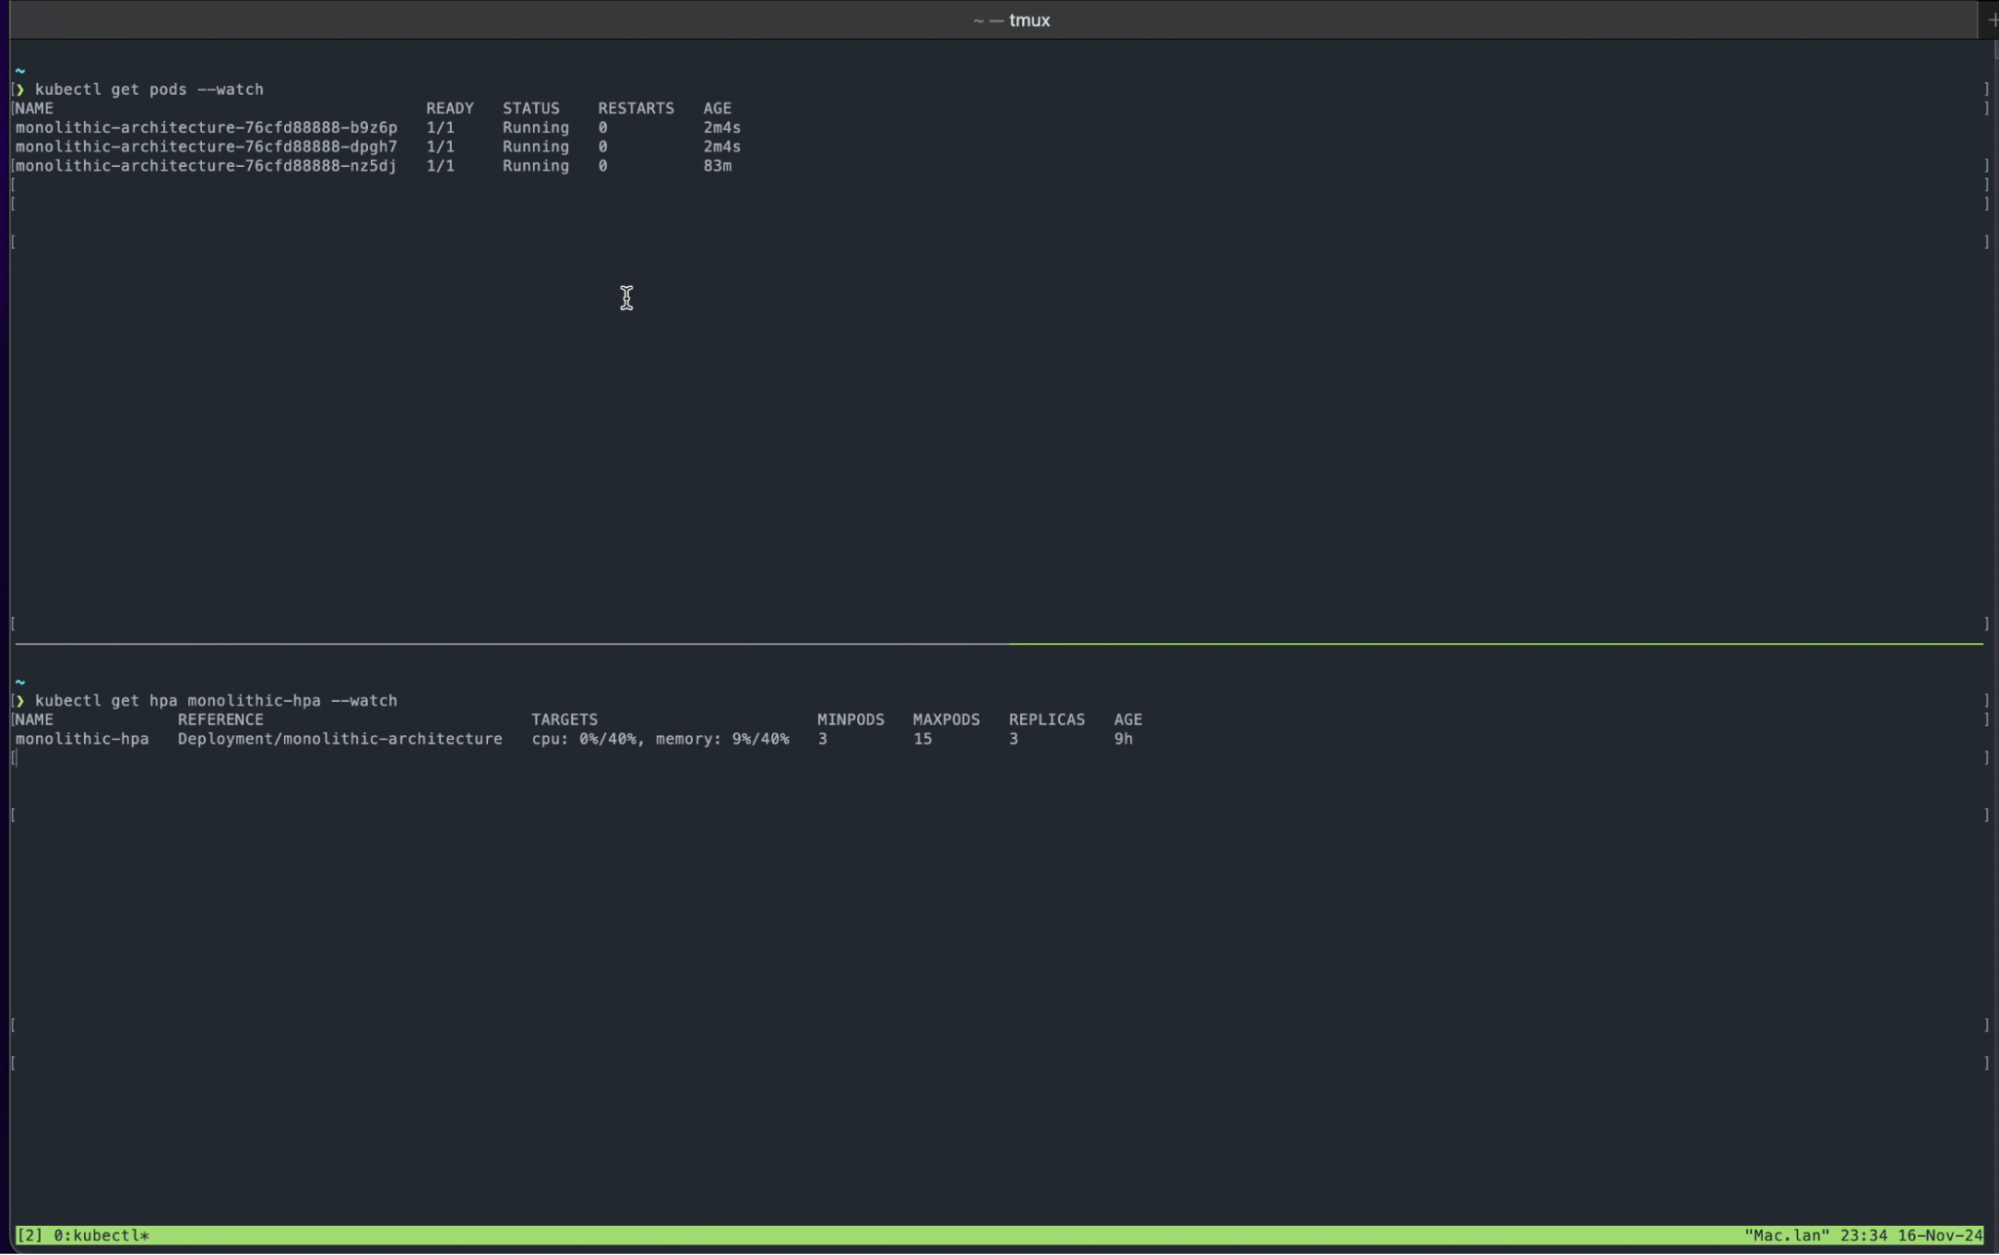 ~ — tmux
~
❯ kubectl get pods --watch
NAME READY STATUS RESTARTS AGE
monolithic-architecture-76cfd88888-b9z6p 1/1 Running 0 2m4s
monolithic-architecture-76cfd88888-dpgh7 1/1 Running 0 2m4s
monolithic-architecture-76cfd88888-nz5dj 1/1 Running 0 83m
~
❯ kubectl get hpa monolithic-hpa --watch
NAME REFERENCE TARGETS MINPODS MAXPODS REPLICAS AGE
monolithic-hpa Deployment/monolithic-architecture cpu: 0%/40%, memory: 9%/40% 3 15 3 9h
[2] 0:kubectl* "Mac.lan" 23:34 16-Nov-24